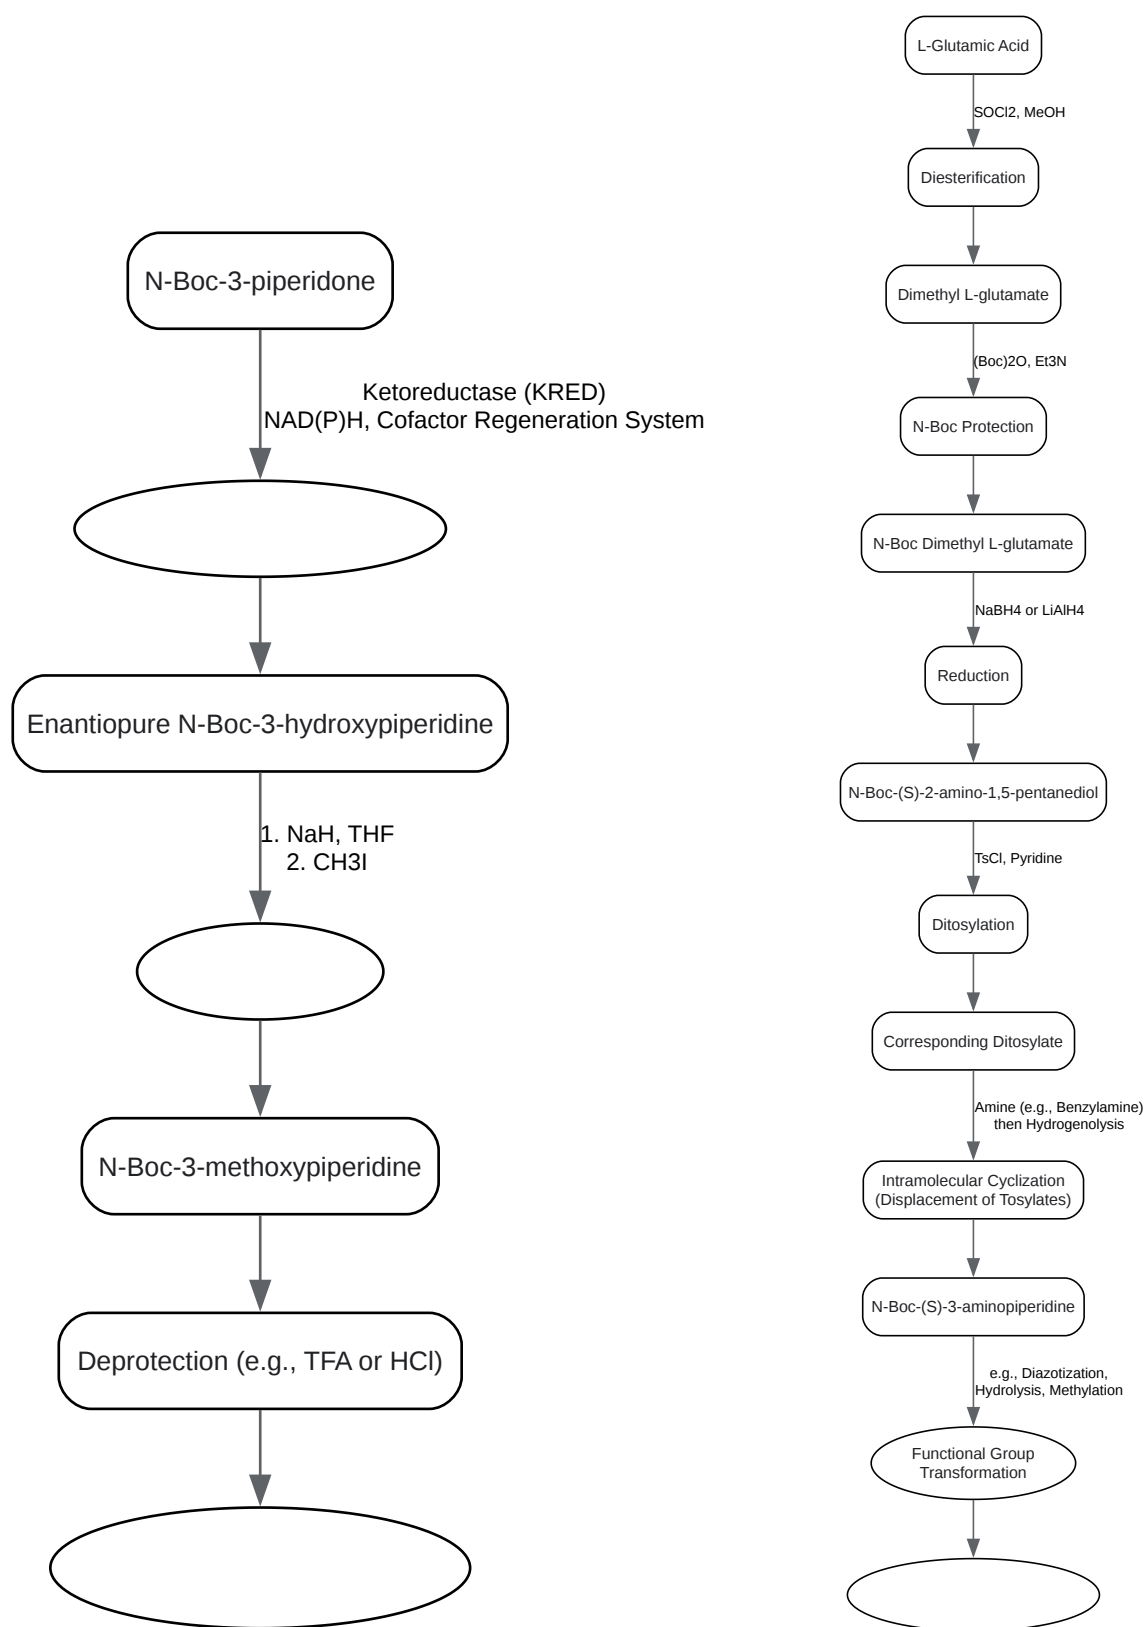 N-Boc-3-piperidone
Ketoreductase (KRED)
NAD(P)H, Cofactor Regeneration System
Enantiopure N-Boc-3-hydroxypiperidine
1. NaH, THF
2. CH3I
N-Boc-3-methoxypiperidine
Deprotection (e.g., TFA or HCl)
L-Glutamic Acid
SOCl2, MeOH
Diesterification
Dimethyl L-glutamate
(Boc)2O, Et3N
N-Boc Protection
N-Boc Dimethyl L-glutamate
NaBH4 or LiAlH4
Reduction
N-Boc-(S)-2-amino-1,5-pentanediol
TsCl, Pyridine
Ditosylation
Corresponding Ditosylate
Amine (e.g., Benzylamine)
then Hydrogenolysis
Intramolecular Cyclization
(Displacement of Tosylates)
N-Boc-(S)-3-aminopiperidine
e.g., Diazotization,
Hydrolysis, Methylation
Functional Group
Transformation